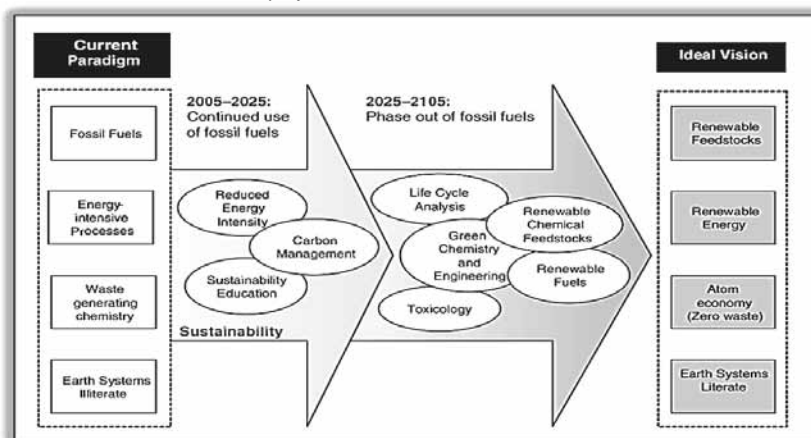 Current
Paradigm
Ideal Vision
2005–2025:
Continued use
of fossil fuels
2025–2105:
Phase out of fossil fuels
Fossil Fuels
Energy-
intensive
Processes
Waste
generating
chemistry
Earth Systems
Illiterate
Reduced
Energy
Intensity
Carbon
Management
Sustainability
Education
Sustainability
Life Cycle
Analysis
Green
Chemistry
and
Engineering
Renewable
Chemical
Feedstocks
Renewable
Fuels
Toxicology
Renewable
Feedstocks
Renewable
Energy
Atom
economy
(Zero waste)
Earth Systems
Literate